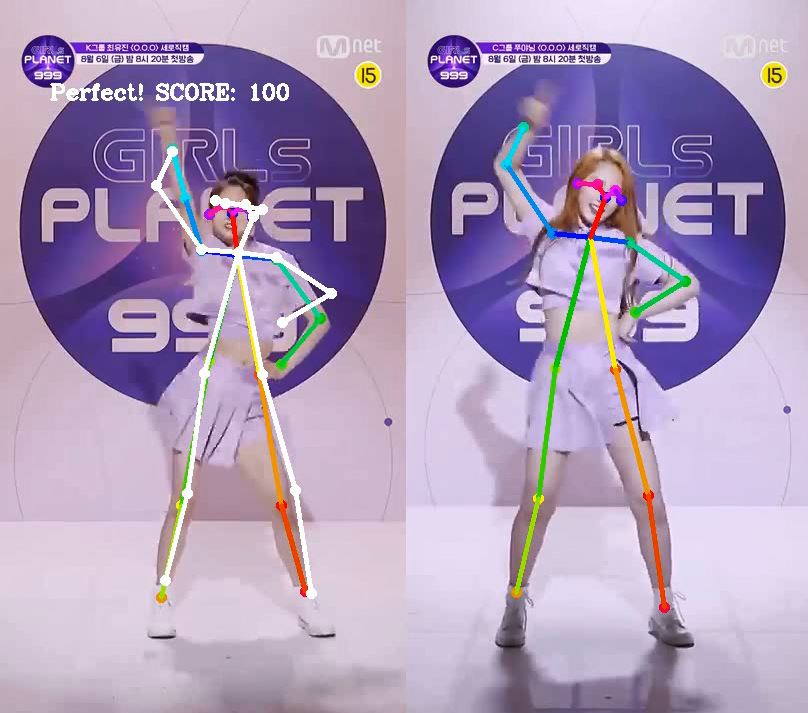 K그룹 최유진 〈O.O.O〉 세로직캠
8월 6일 (금) 밤 8시 20분 첫방송
GIRLS
PLANET
999
Mnet
15
Perfect! SCORE: 100
GIRLS
PLANET
999
C그룹 푸야닝 〈O.O.O〉 세로직캠
8월 6일 (금) 밤 8시 20분 첫방송
GIRLS
PLANET
999
Mnet
15
GIRLS
PLANET
999